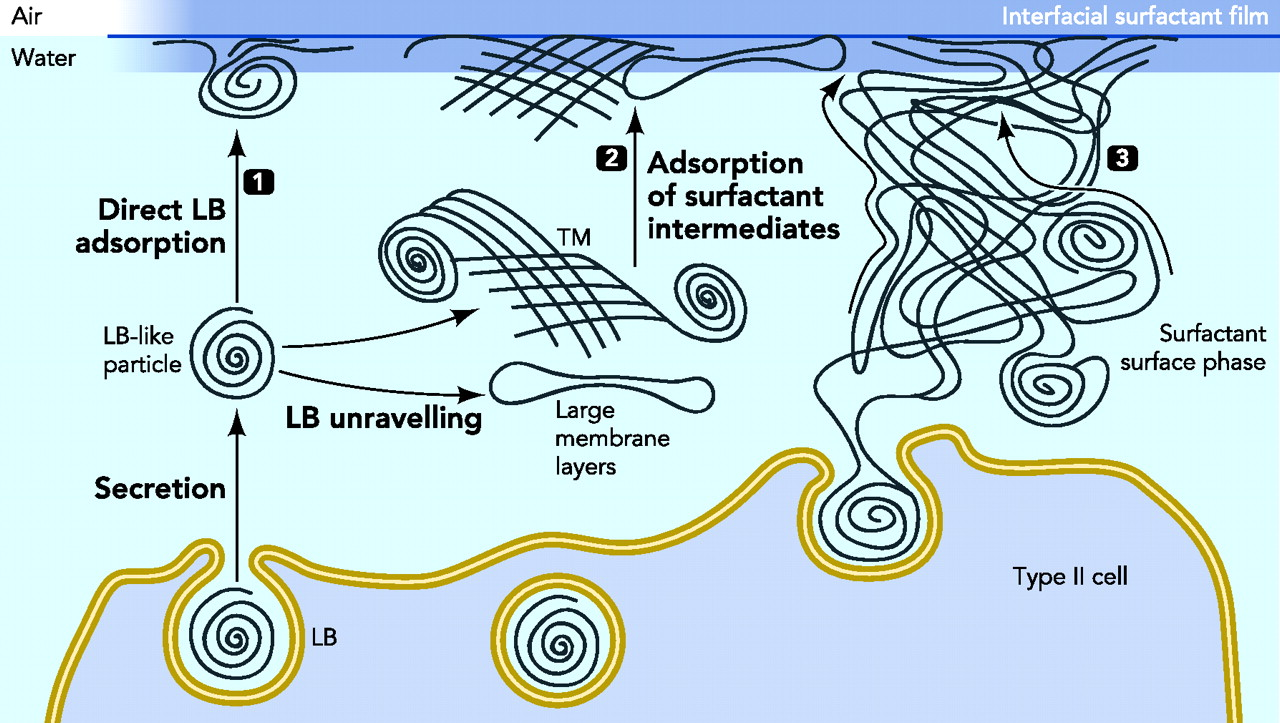 Air
Interfacial surfactant film
Water
1
Direct LB
adsorption
2
Adsorption
of surfactant
intermediates
3
TM
LB-like
particle
LB unravelling
Large
membrane
layers
Surfactant
surface phase
Secretion
LB
Type II cell